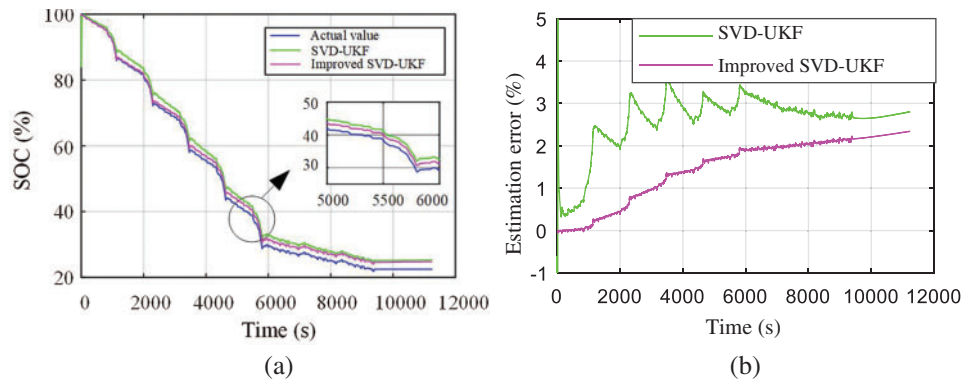 100
80
60
40
20
SOC (%)
Actual value
SVD-UKF
Improved SVD-UKF
50
40
30
5000 5500 6000
0 2000 4000 6000 8000 10000 12000
Time (s)
(a)
5%
4
3
2
1
0
-1
Estimation error (%)
SVD-UKF
Improved SVD-UKF
0 2000 4000 6000 8000 10000 12000
Time (s)
(b)